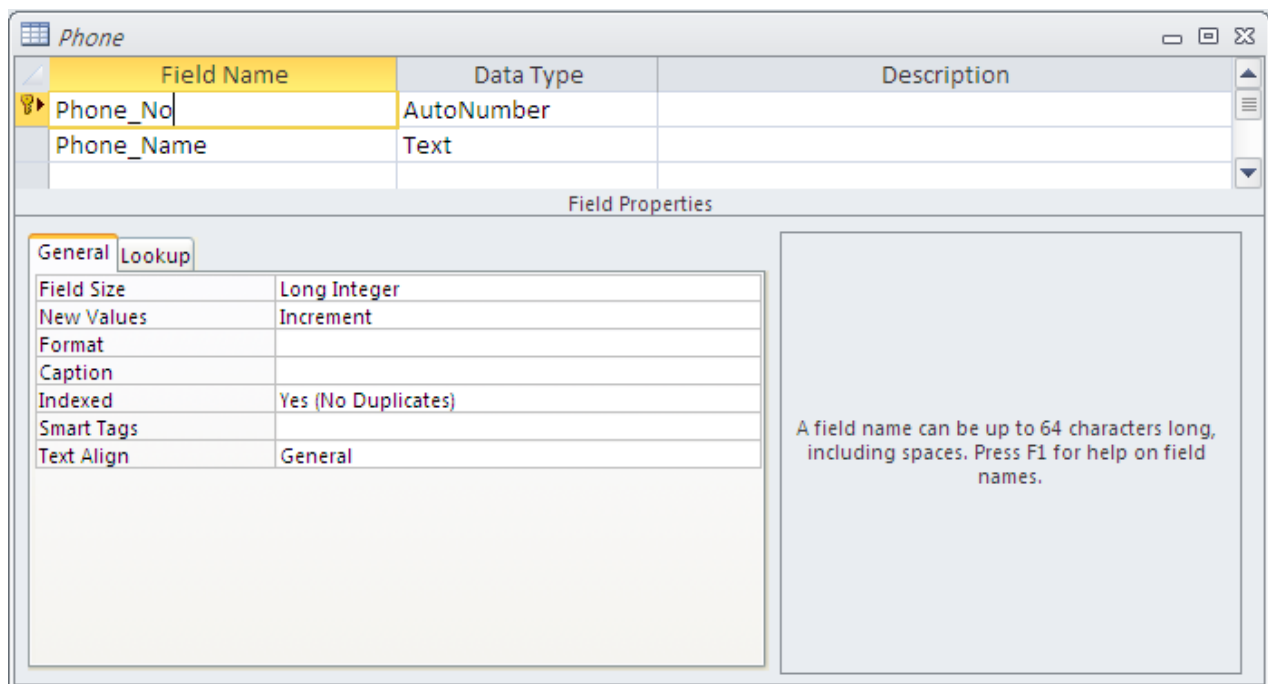 Phone
Field Name Data Type Description
Phone_No AutoNumber
Phone_Name Text
Field Properties
General Lookup
Field Size Long Integer
New Values Increment
Format
Caption
Indexed Yes (No Duplicates)
Smart Tags
Text Align General
A field name can be up to 64 characters long,
including spaces. Press F1 for help on field
names.